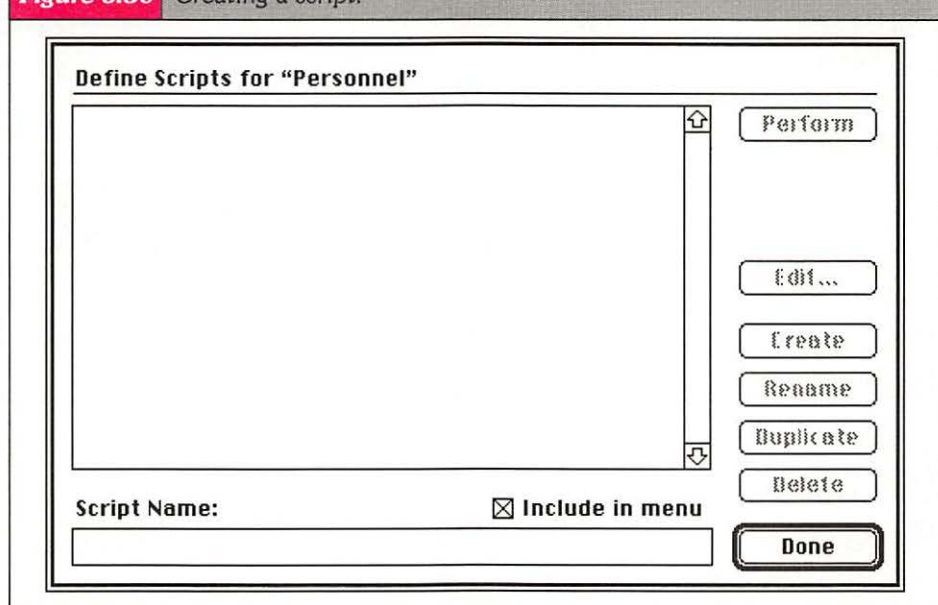 Creating a script.
Define Scripts for “Personnel”
Perform
Edit...
Create
Rename
Duplicate
Delete
Script Name:
Include in menu
Done